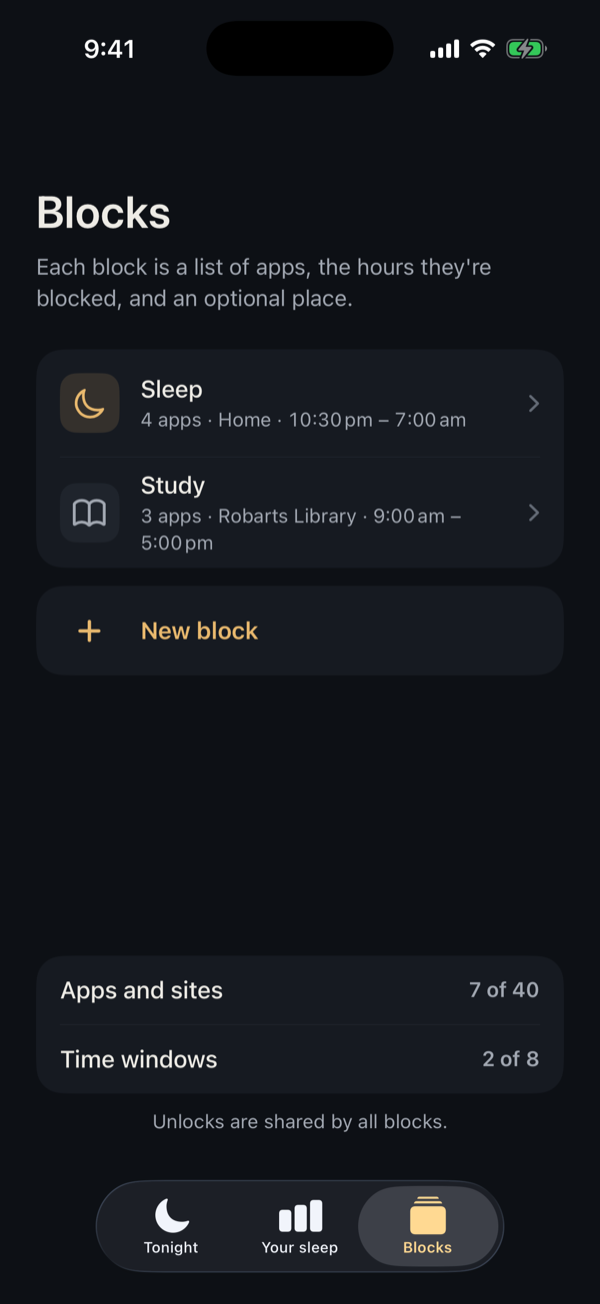 9:41
Blocks
Each block is a list of apps, the hours they're
blocked, and an optional place.
Sleep
4 apps · Home · 10:30 pm – 7:00 am
Study
3 apps · Robarts Library · 9:00 am –
5:00 pm
New block
Apps and sites 7 of 40
Time windows 2 of 8
Unlocks are shared by all blocks.
Tonight Your sleep Blocks